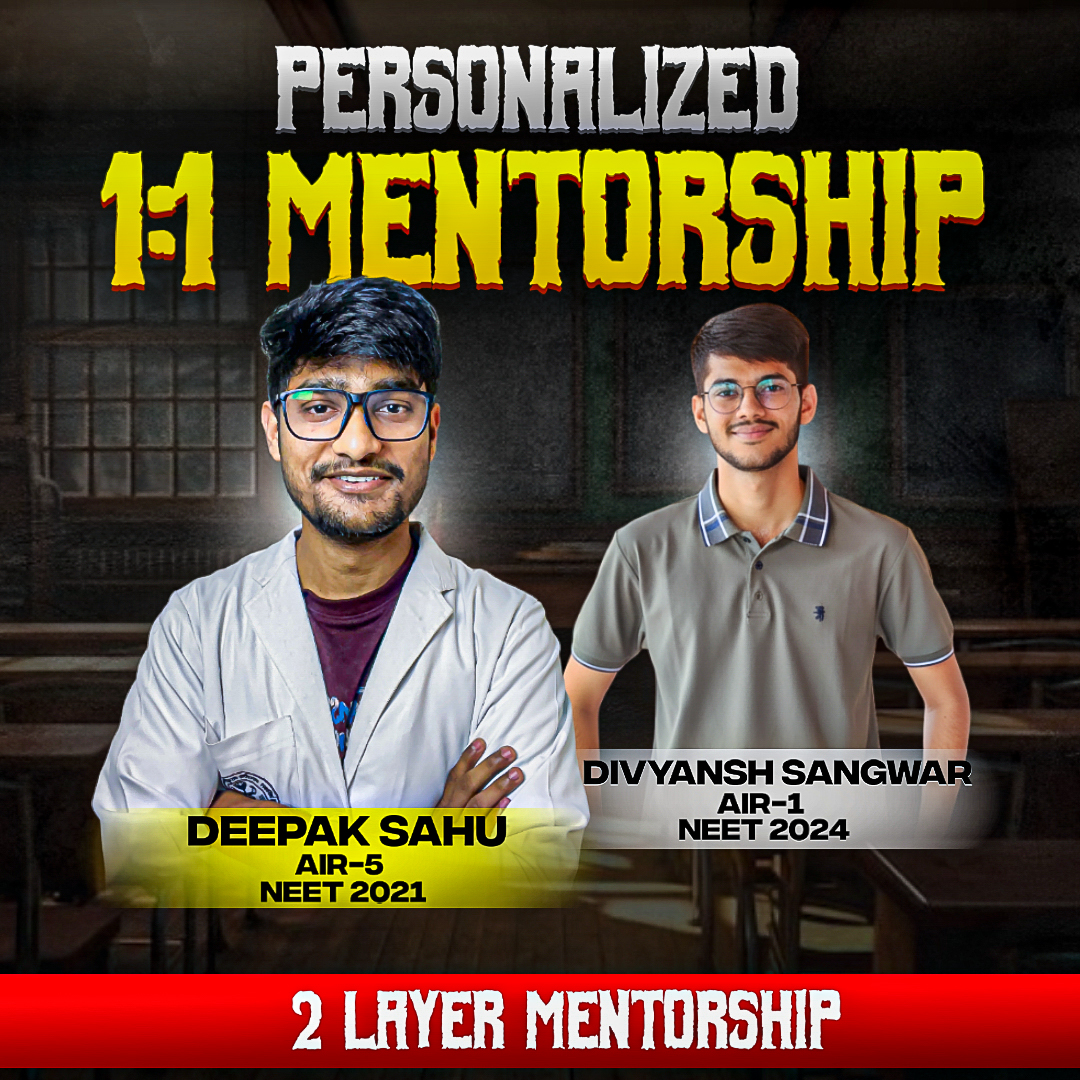 PERSONALIZED
1:1 MENTORSHIP
DIVYANSH SANGWAR
AIR-1
NEET 2024
DEEPAK SAHU
AIR-5
NEET 2021
2 LAYER MENTORSHIP